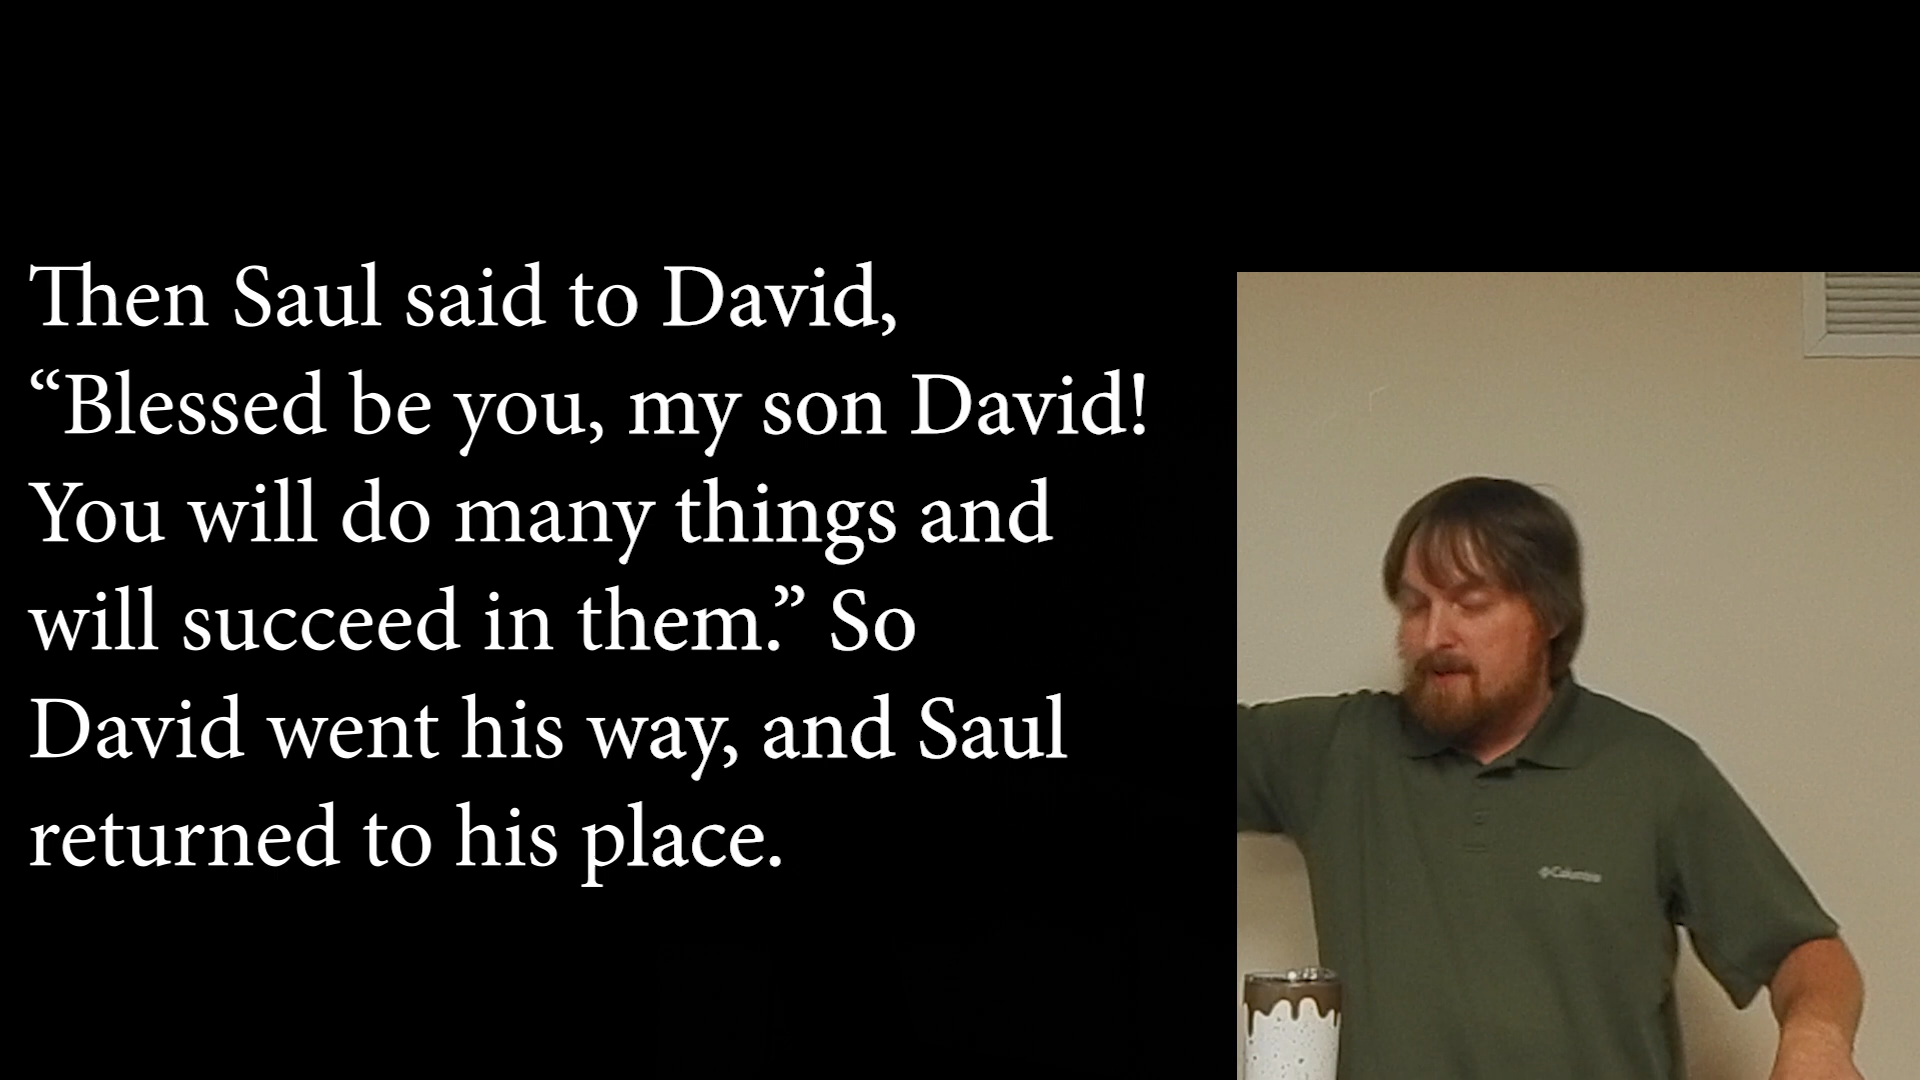 Then Saul said to David,
“Blessed be you, my son David!
You will do many things and
will succeed in them.” So
David went his way, and Saul
returned to his place.
Columbia